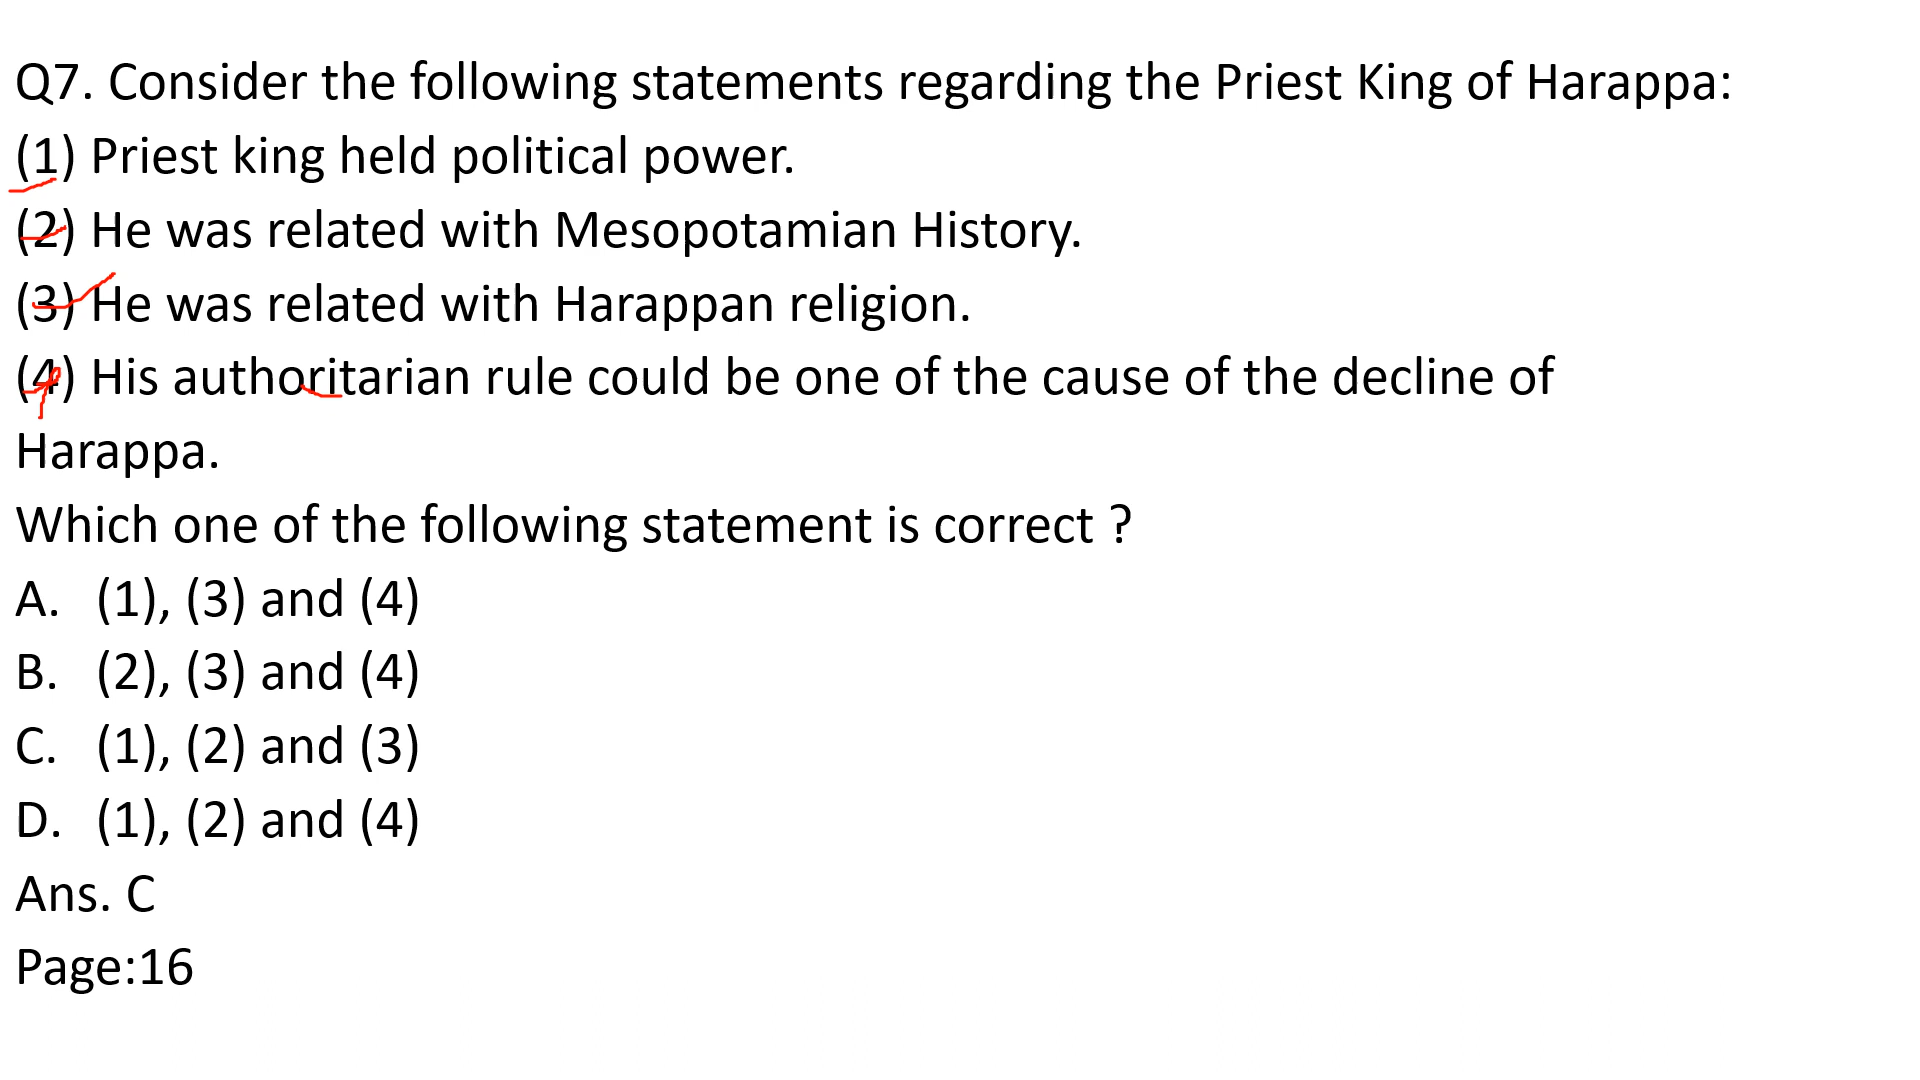 Q7. Consider the following statements regarding the Priest King of Harappa:
(1) Priest king held political power.
(2) He was related with Mesopotamian History.
(3) He was related with Harappan religion.
(4) His authoritarian rule could be one of the cause of the decline of
Harappa.
Which one of the following statement is correct ?
A. (1), (3) and (4)
B. (2), (3) and (4)
C. (1), (2) and (3)
D. (1), (2) and (4)
Ans. C
Page:16